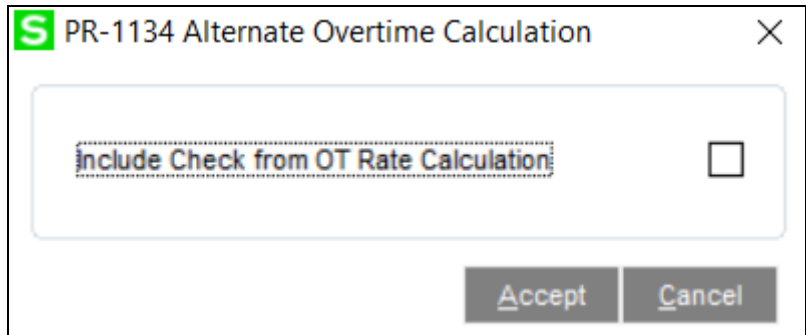 S PR-1134 Alternate Overtime Calculation
Include Check from OT Rate Calculation
Accept Cancel